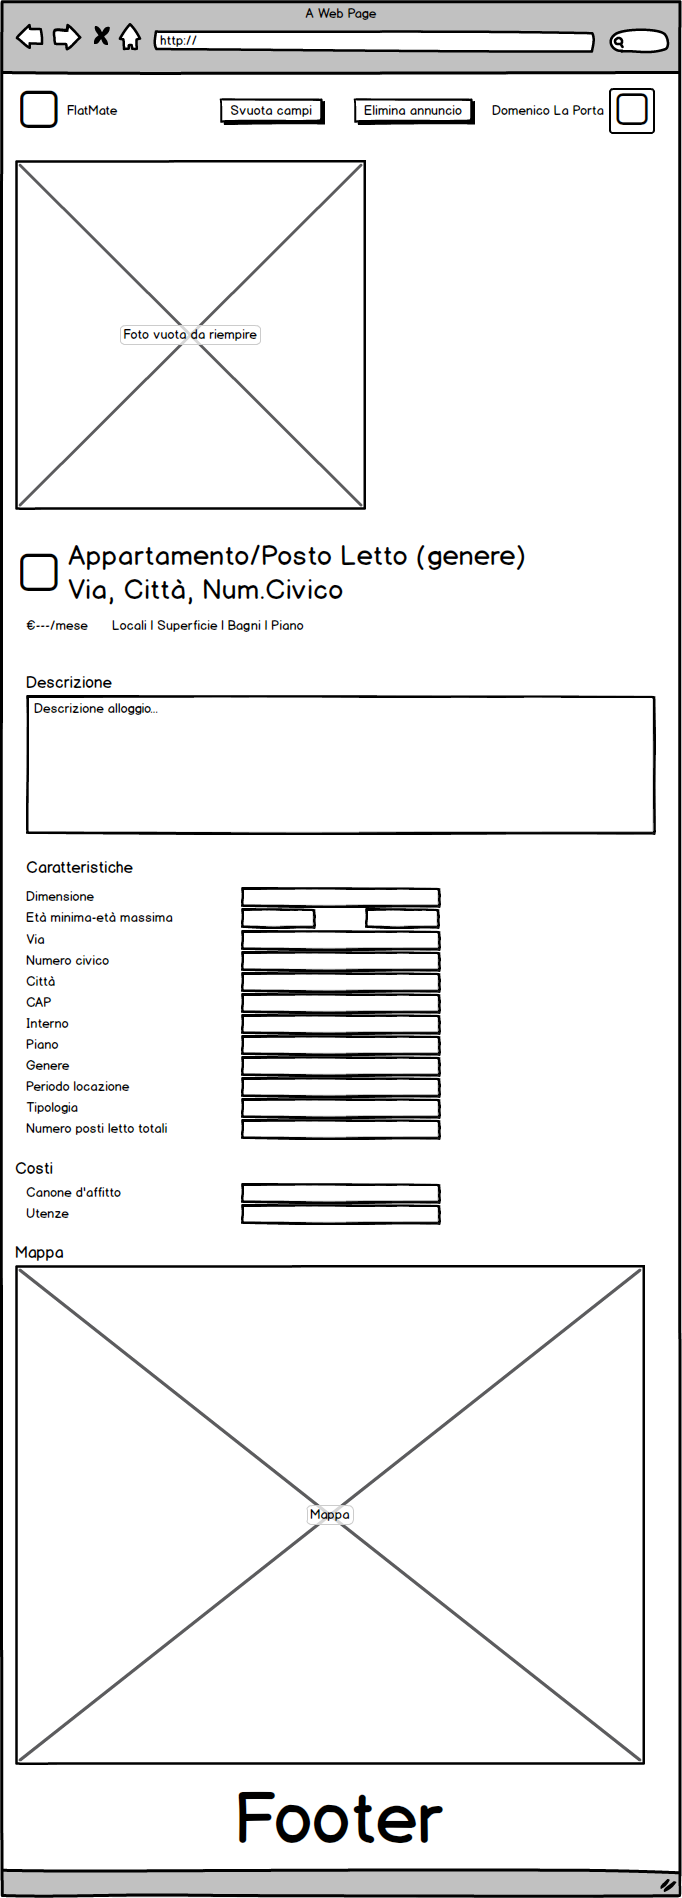 A Web Page
http://
FlatMate
Svuota campi
Elimina annuncio
Domenico La Porta
Foto vuota da riempire
Appartamento/Posto Letto (genere)
Via, Città, Num.Civico
€---/mese
Locali | Superficie | Bagni | Piano
Descrizione
Descrizione alloggio...
Caratteristiche
Dimensione
Età minima-età massima
Via
Numero civico
Città
CAP
Interno
Piano
Genere
Periodo locazione
Tipologia
Numero posti letto totali
Costi
Canone d'affitto
Utenze
Mappa
Mappa
Footer